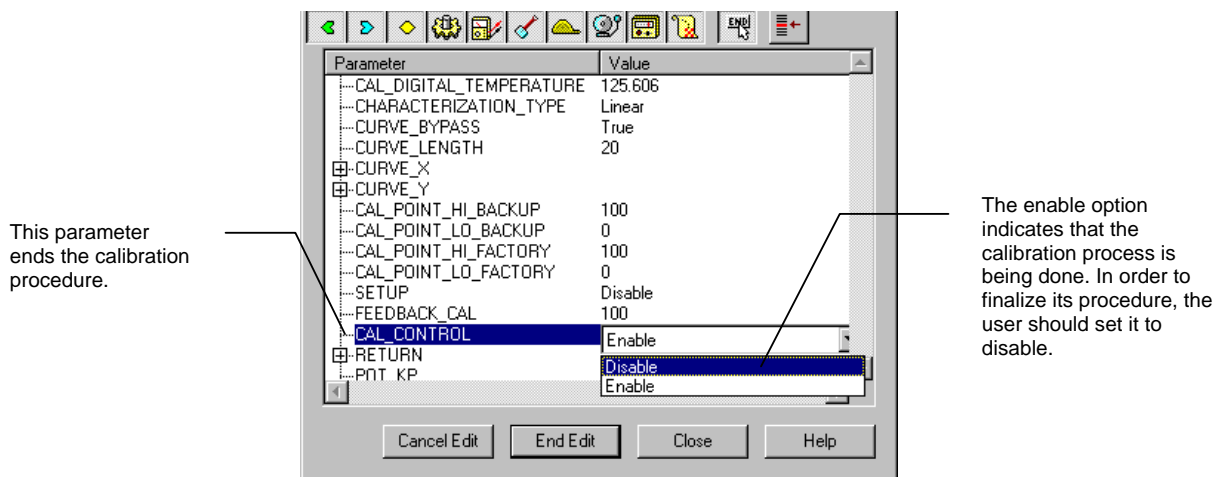 END
Parameter Value
CAL_DIGITAL_TEMPERATURE 125.606
CHARACTERIZATION_TYPE Linear
CURVE_BYPASS True
CURVE_LENGTH 20
CURVE_X
CURVE_Y
CAL_POINT_HI_BACKUP 100
CAL_POINT_LO_BACKUP 0
CAL_POINT_HI_FACTORY 100
CAL_POINT_LO_FACTORY 0
SETUP Disable
FEEDBACK_CAL 100
CAL_CONTROL Enable
RETURN Disable
POT_KP Enable
Cancel Edit End Edit Close Help
This parameter
ends the calibration
procedure.
The enable option
indicates that the
calibration process is
being done. In order to
finalize its procedure, the
user should set it to
disable.